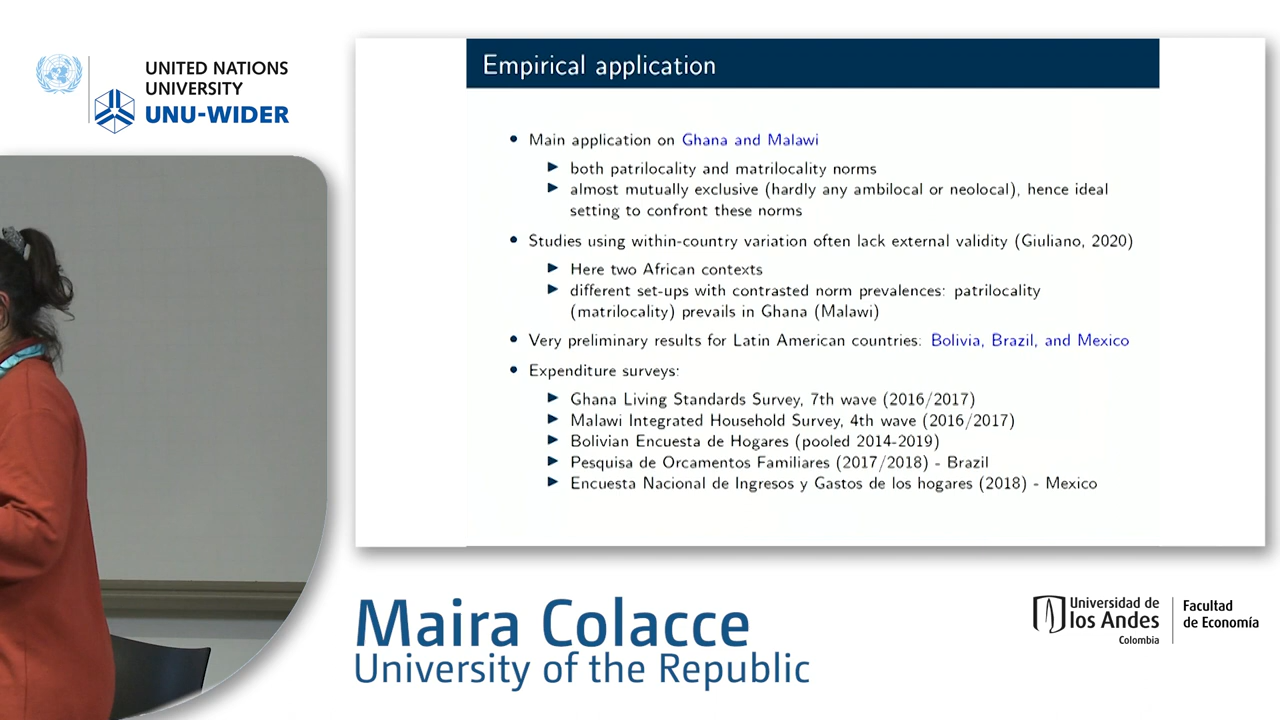 UNITED NATIONS
UNIVERSITY
UNU-WIDER
Empirical application
Main application on Ghana and Malawi
both patrilocality and matrilocality norms
almost mutually exclusive (hardly any ambilocal or neolocal), hence ideal
setting to confront these norms
Studies using within-country variation often lack external validity (Giuliano, 2020)
Here two African contexts
different set-ups with contrasted norm prevalences: patrilocality
(matrilocality) prevails in Ghana (Malawi)
Very preliminary results for Latin American countries: Bolivia, Brazil, and Mexico
Expenditure surveys:
Ghana Living Standards Survey, 7th wave (2016/2017)
Malawi Integrated Household Survey, 4th wave (2016/2017)
Bolivian Encuesta de Hogares (pooled 2014-2019)
Pesquisa de Orcamentos Familiares (2017/2018) - Brazil
Encuesta Nacional de Ingresos y Gastos de los hogares (2018) - Mexico
Maira Colacce
University of the Republic
Universidad de
los Andes
Colombia
Facultad
de Economía